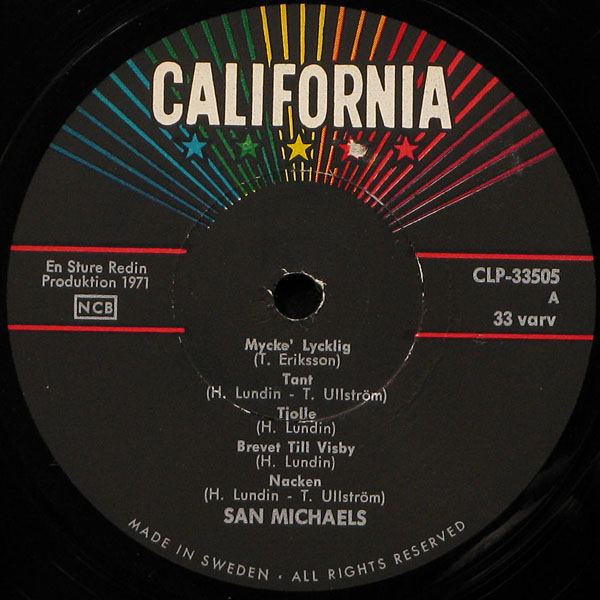 CALIFORNIA
En Sture Redin
Produktion 1971
NCB
CLP-33505
A
33 varv
Mycke' Lycklig
(T. Eriksson)
Tant
(H. Lundin - T. Ullström)
Tjolle
(H. Lundin)
Brevet Till Visby
(H. Lundin)
Nacken
(H. Lundin - T. Ullström)
SAN MICHAELS
MADE IN SWEDEN · ALL RIGHTS RESERVED